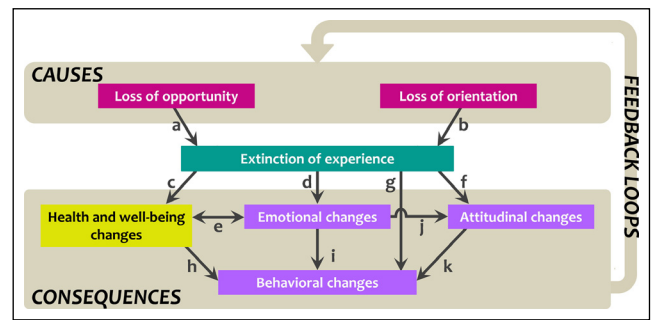 CAUSES
Loss of opportunity
Loss of orientation
a
b
Extinction of experience
c
d
g
f
Health and well-being
changes
e
Emotional changes
j
Attitudinal changes
h
i
k
Behavioral changes
CONSEQUENCES
FEEDBACK LOOPS